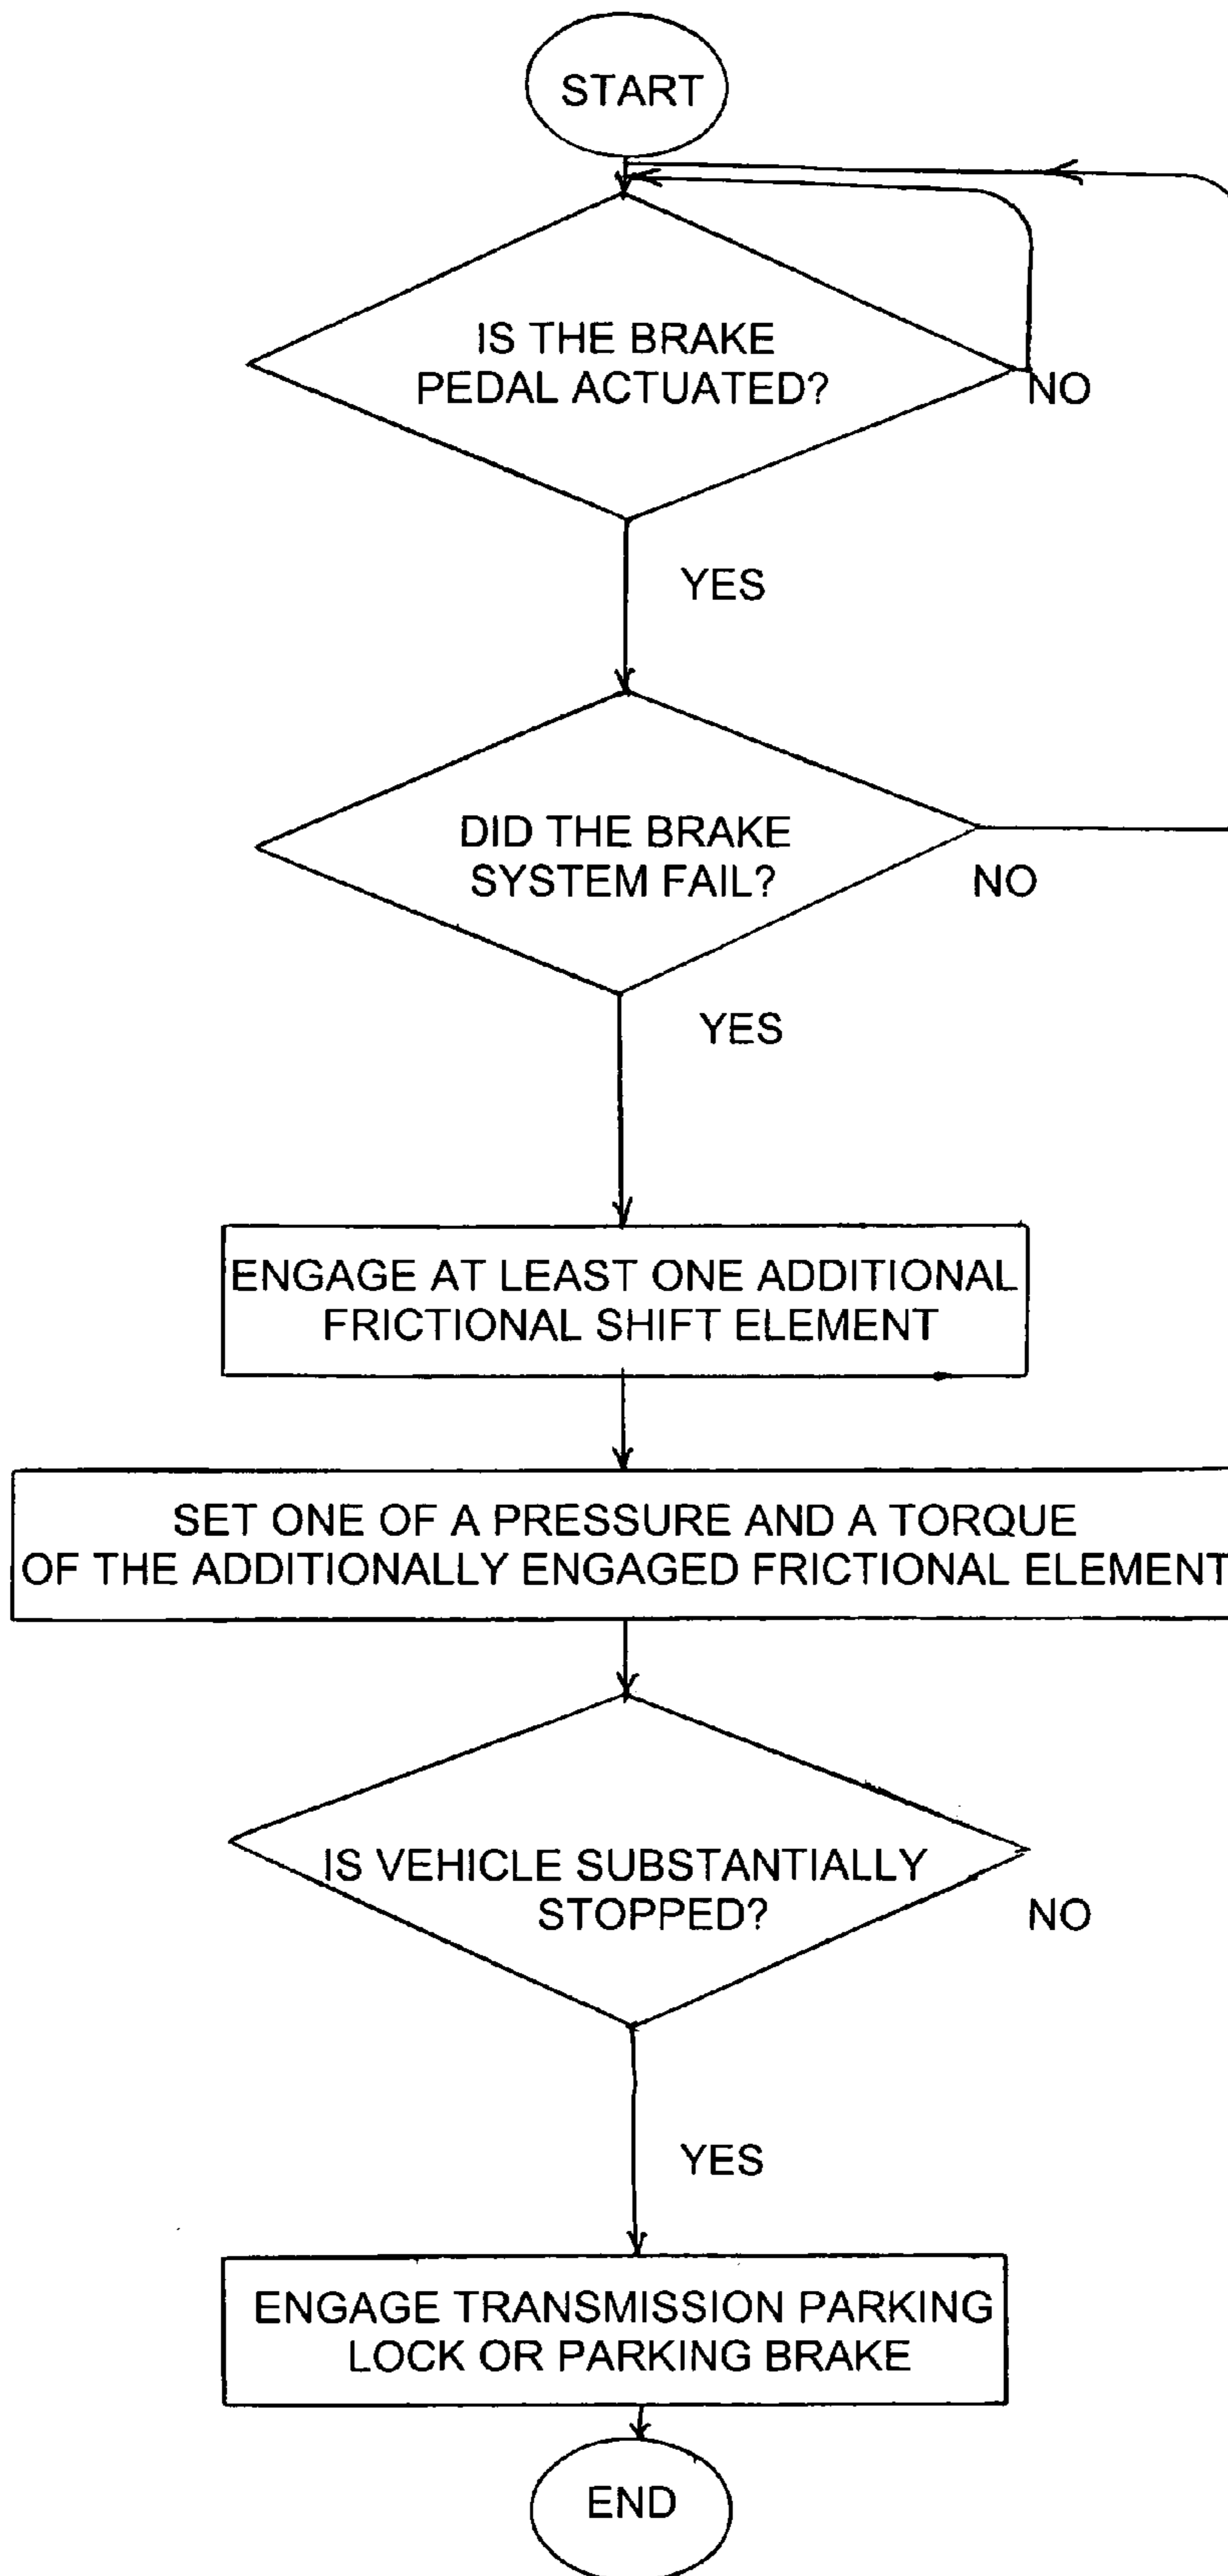 START
IS THE BRAKE
PEDAL ACTUATED?
NO
YES
DID THE BRAKE
SYSTEM FAIL?
NO
YES
ENGAGE AT LEAST ONE ADDITIONAL
FRICTIONAL SHIFT ELEMENT
SET ONE OF A PRESSURE AND A TORQUE
OF THE ADDITIONALLY ENGAGED FRICTIONAL ELEMENT
IS VEHICLE SUBSTANTIALLY
STOPPED?
NO
YES
ENGAGE TRANSMISSION PARKING
LOCK OR PARKING BRAKE
END